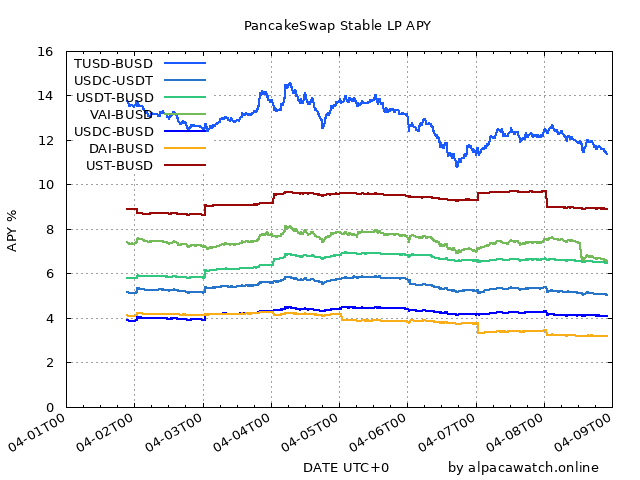 PancakeSwap Stable LP APY
16
14
12
10
8
6
4
2
0
APY %
TUSD-BUSD
USDC-USDT
USDT-BUSD
VAI-BUSD
USDC-BUSD
DAI-BUSD
UST-BUSD
04-01T00
04-02T00
04-03T00
04-04T00
04-05T00
04-06T00
04-07T00
04-08T00
04-09T00
DATE UTC+0
by alpacawatch.online